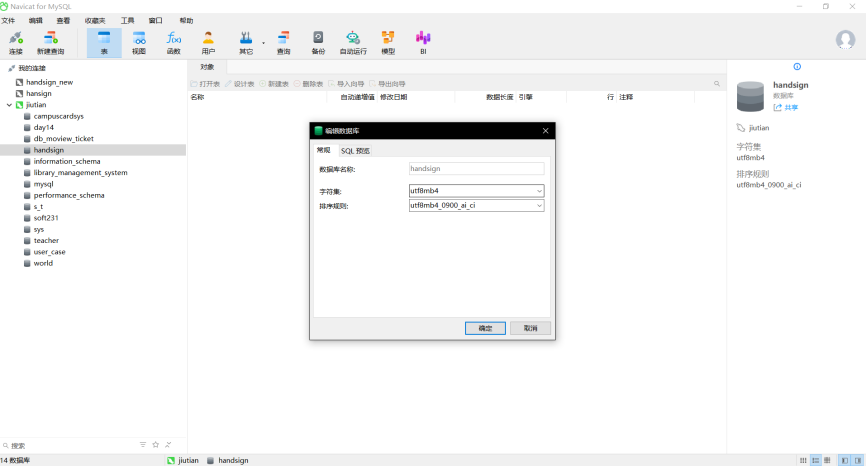 Navicat for MySQL
文件 编辑 查看 收藏夹 工具 窗口 帮助
连接 新建查询 表 视图 函数 用户 其它 查询 备份 自动运行 模型 BI
我的连接
handsign_new
hansign
jiutian
campuscardsys
day14
db_moview_ticket
handsign
information_schema
library_management_system
mysql
performance_schema
s_t
soft231
sys
teacher
user_case
world
搜索
对象
打开表 设计表 新建表 删除表 导入向导 导出向导
名称 自动递增值 修改日期 数据长度 引擎 行 注释
编辑数据库
常规 SQL 预览
数据库名称: handsign
字符集: utf8mb4
排序规则: utf8mb4_0900_ai_ci
确定 取消
handsign
数据库
共享
jiutian
字符集
utf8mb4
排序规则
utf8mb4_0900_ai_ci
14 数据库 jiutian handsign